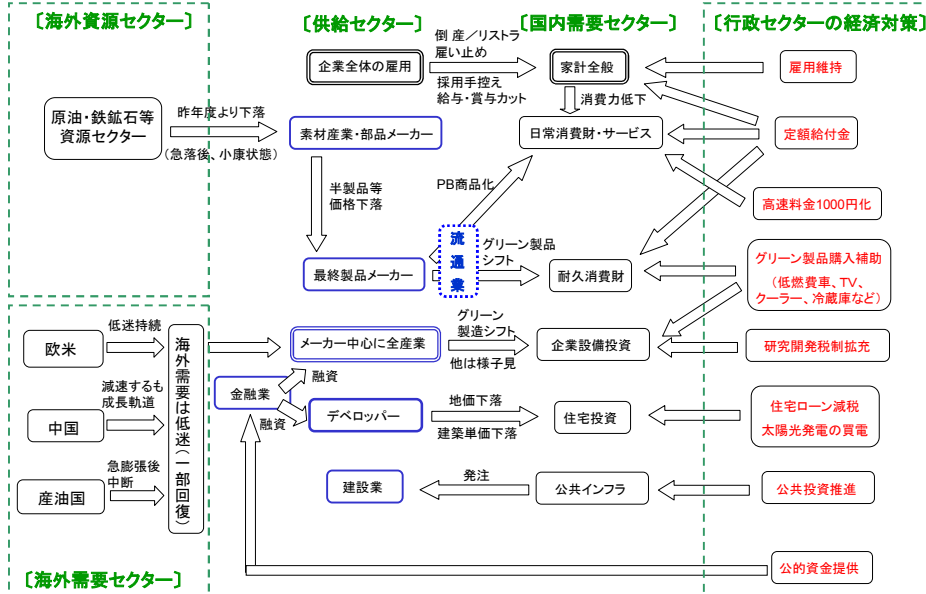 〔海外資源セクター〕
〔供給セクター〕
〔国内需要セクター〕
〔行政セクターの経済対策〕
企業全体の雇用
倒産／リストラ
雇い止め
採用手控え
給与・賞与カット
家計全般
雇用維持
消費力低下
原油・鉄鉱石等
資源セクター
昨年度より下落
(急落後、小康状態)
素材産業・部品メーカー
日常消費財・サービス
定額給付金
半製品等
価格下落
PB商品化
高速料金1000円化
流
通
業
グリーン製品
シフト
最終製品メーカー
耐久消費財
グリーン製品購入補助
(低燃費車、TV、
クーラー、冷蔵庫など)
欧米
低迷持続
海外需要は低迷(一部回復)
メーカー中心に全産業
グリーン
製造シフト
他は様子見
企業設備投資
研究開発税制拡充
中国
減速するも
成長軌道
金融業
融資
融資
デベロッパー
地価下落
建築単価下落
住宅投資
住宅ローン減税
太陽光発電の買電
産油国
急膨張後
中断
建設業
発注
公共インフラ
公共投資推進
〔海外需要セクター〕
公的資金提供